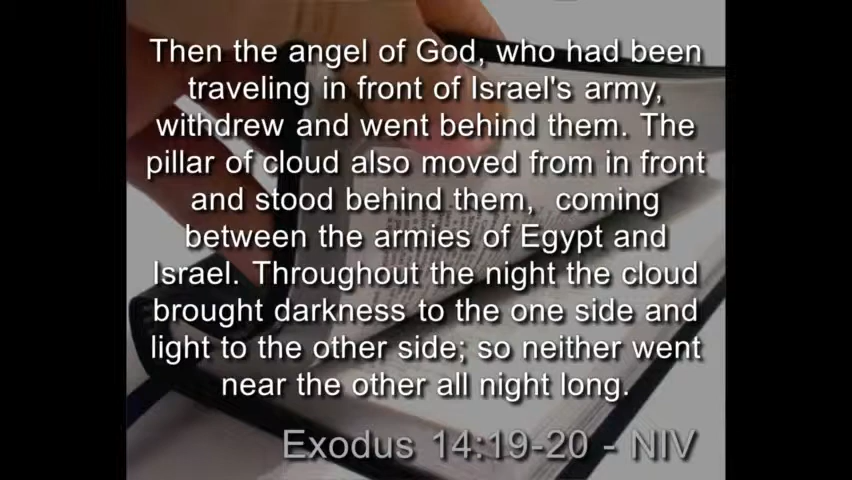 Then the angel of God, who had been
traveling in front of Israel's army,
withdrew and went behind them. The
pillar of cloud also moved from in front
and stood behind them,  coming
between the armies of Egypt and
Israel. Throughout the night the cloud
brought darkness to the one side and
light to the other side; so neither went
near the other all night long.
Exodus 14:19-20 - NIV